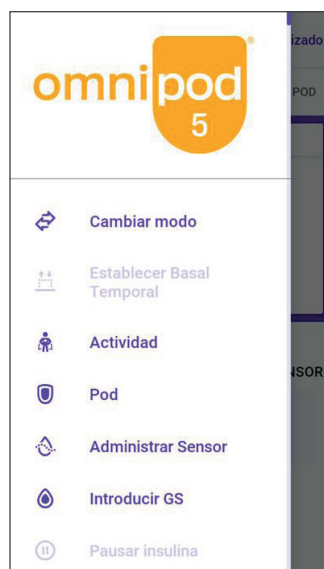 omnipod®
5
izado
POD
Cambiar modo
Establecer Basal
Temporal
Actividad
NSOR
Pod
Administrar Sensor
Introducir GS
Pausar insulina